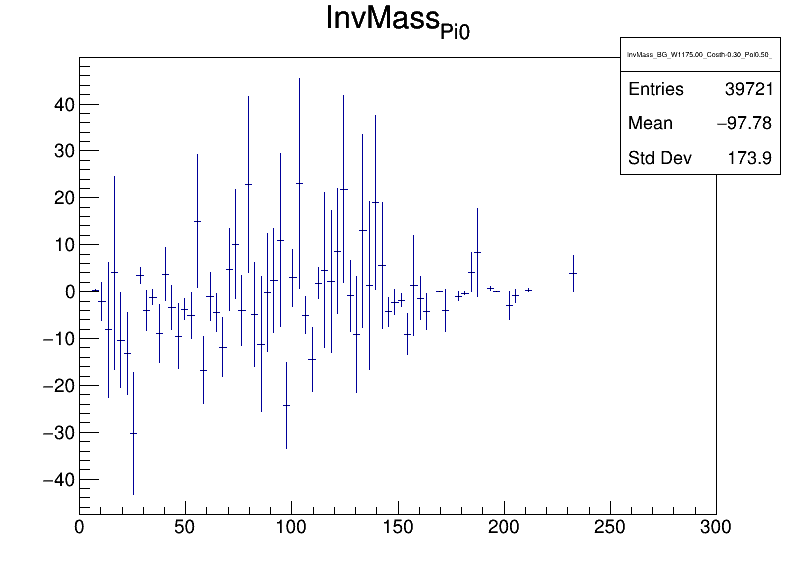 InvMassPi0
InvMass_BG_W1175.00_Costh-0.30_Pol0.50_
Entries 39721
Mean −97.78
Std Dev 173.9
40
30
20
10
0
−10
−20
−30
−40
0 50 100 150 200 250 300